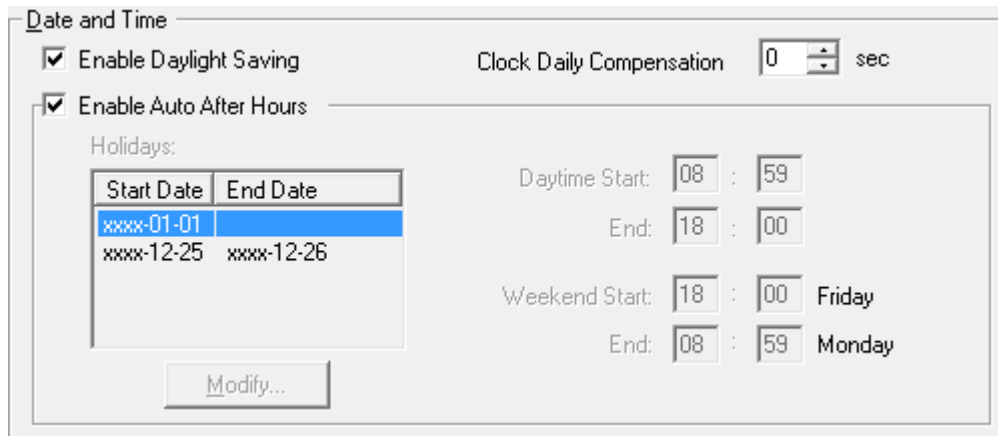 Date and Time
Enable Daylight Saving
Clock Daily Compensation 0 sec
Enable Auto After Hours
Holidays:
Start Date End Date
xxxx-01-01
xxxx-12-25 xxxx-12-26
Modify...
Daytime Start: 08 : 59
End: 18 : 00
Weekend Start: 18 : 00 Friday
End: 08 : 59 Monday